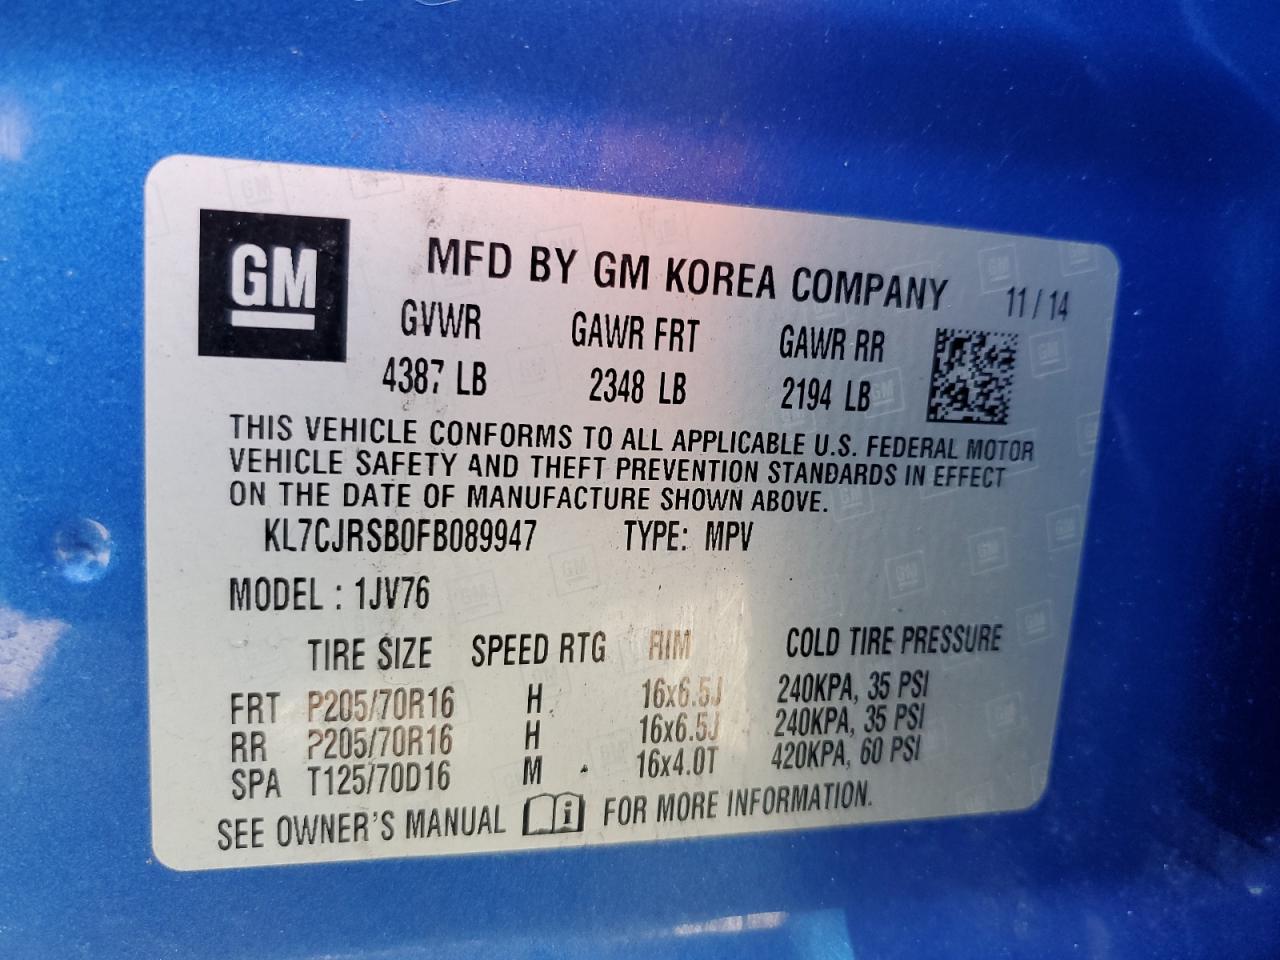 GM
MFD BY GM KOREA COMPANY 11/14
GVWR GAWR FRT GAWR RR
4387 LB 2348 LB 2194 LB
THIS VEHICLE CONFORMS TO ALL APPLICABLE U.S. FEDERAL MOTOR
VEHICLE SAFETY AND THEFT PREVENTION STANDARDS IN EFFECT
ON THE DATE OF MANUFACTURE SHOWN ABOVE.
KL7CJRSB0FB089947 TYPE: MPV
MODEL : 1JV76
TIRE SIZE SPEED RTG RIM COLD TIRE PRESSURE
FRT P205/70R16 H 16x6.5J 240KPA, 35 PSI
RR P205/70R16 H 16x6.5J 240KPA, 35 PSI
SPA T125/70D16 M 16x4.0T 420KPA, 60 PSI
SEE OWNER'S MANUAL i FOR MORE INFORMATION.